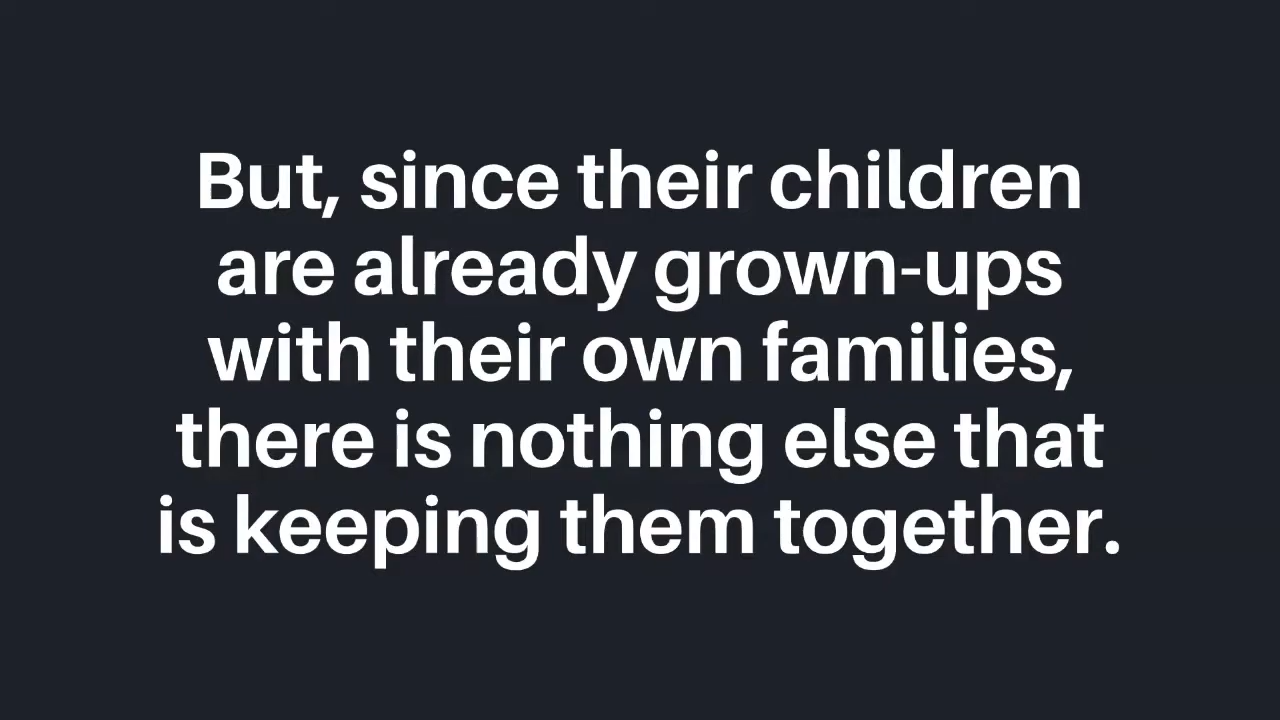 But, since their children
are already grown-ups
with their own families,
there is nothing else that
is keeping them together.